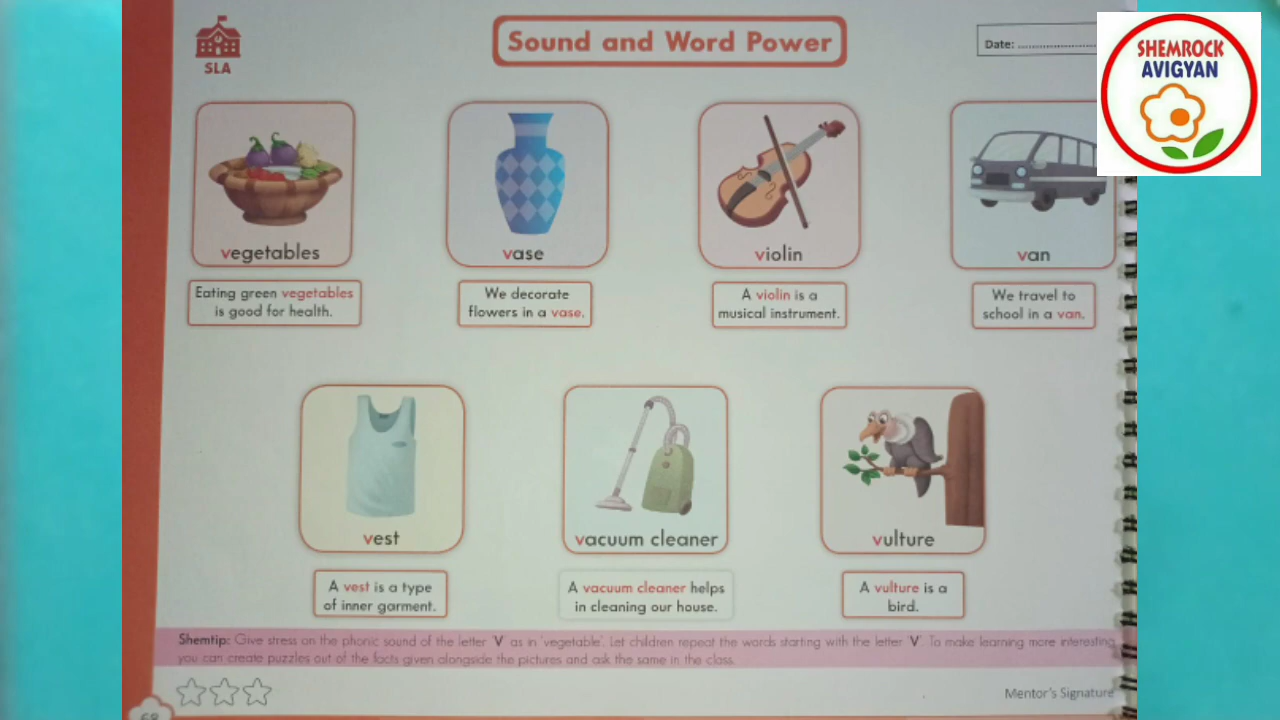 SLA
Sound and Word Power
Date: ........................
SHEMROCK
AVIGYAN
vegetables
vase
violin
van
Eating green vegetables
is good for health.
We decorate
flowers in a vase.
A violin is a
musical instrument.
We travel to
school in a van.
vest
vacuum cleaner
vulture
A vest is a type
of inner garment.
A vacuum cleaner helps
in cleaning our house.
A vulture is a
bird.
Shemtip: Give stress on the phonic sound of the letter 'V' as in 'vegetable'. Let children repeat the words starting with the letter 'V'. To make learning more interesting
you can create puzzles out of the facts given alongside the pictures and ask the same in the class.
Mentor's Signature
68